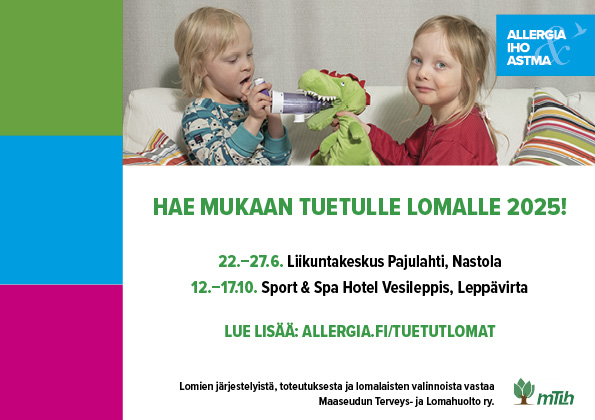 ALLERGIA
IHO
ASTMA
&
HAE MUKAAN TUETULLE LOMALLE 2025!
22.–27.6. Liikuntakeskus Pajulahti, Nastola
12.–17.10. Sport & Spa Hotel Vesileppis, Leppävirta
LUE LISÄÄ: ALLERGIA.FI/TUETUTLOMAT
Lomien järjestelyistä, toteutuksesta ja lomalaisten valinnoista vastaa
Maaseudun Terveys- ja Lomahuolto ry.
mTLh